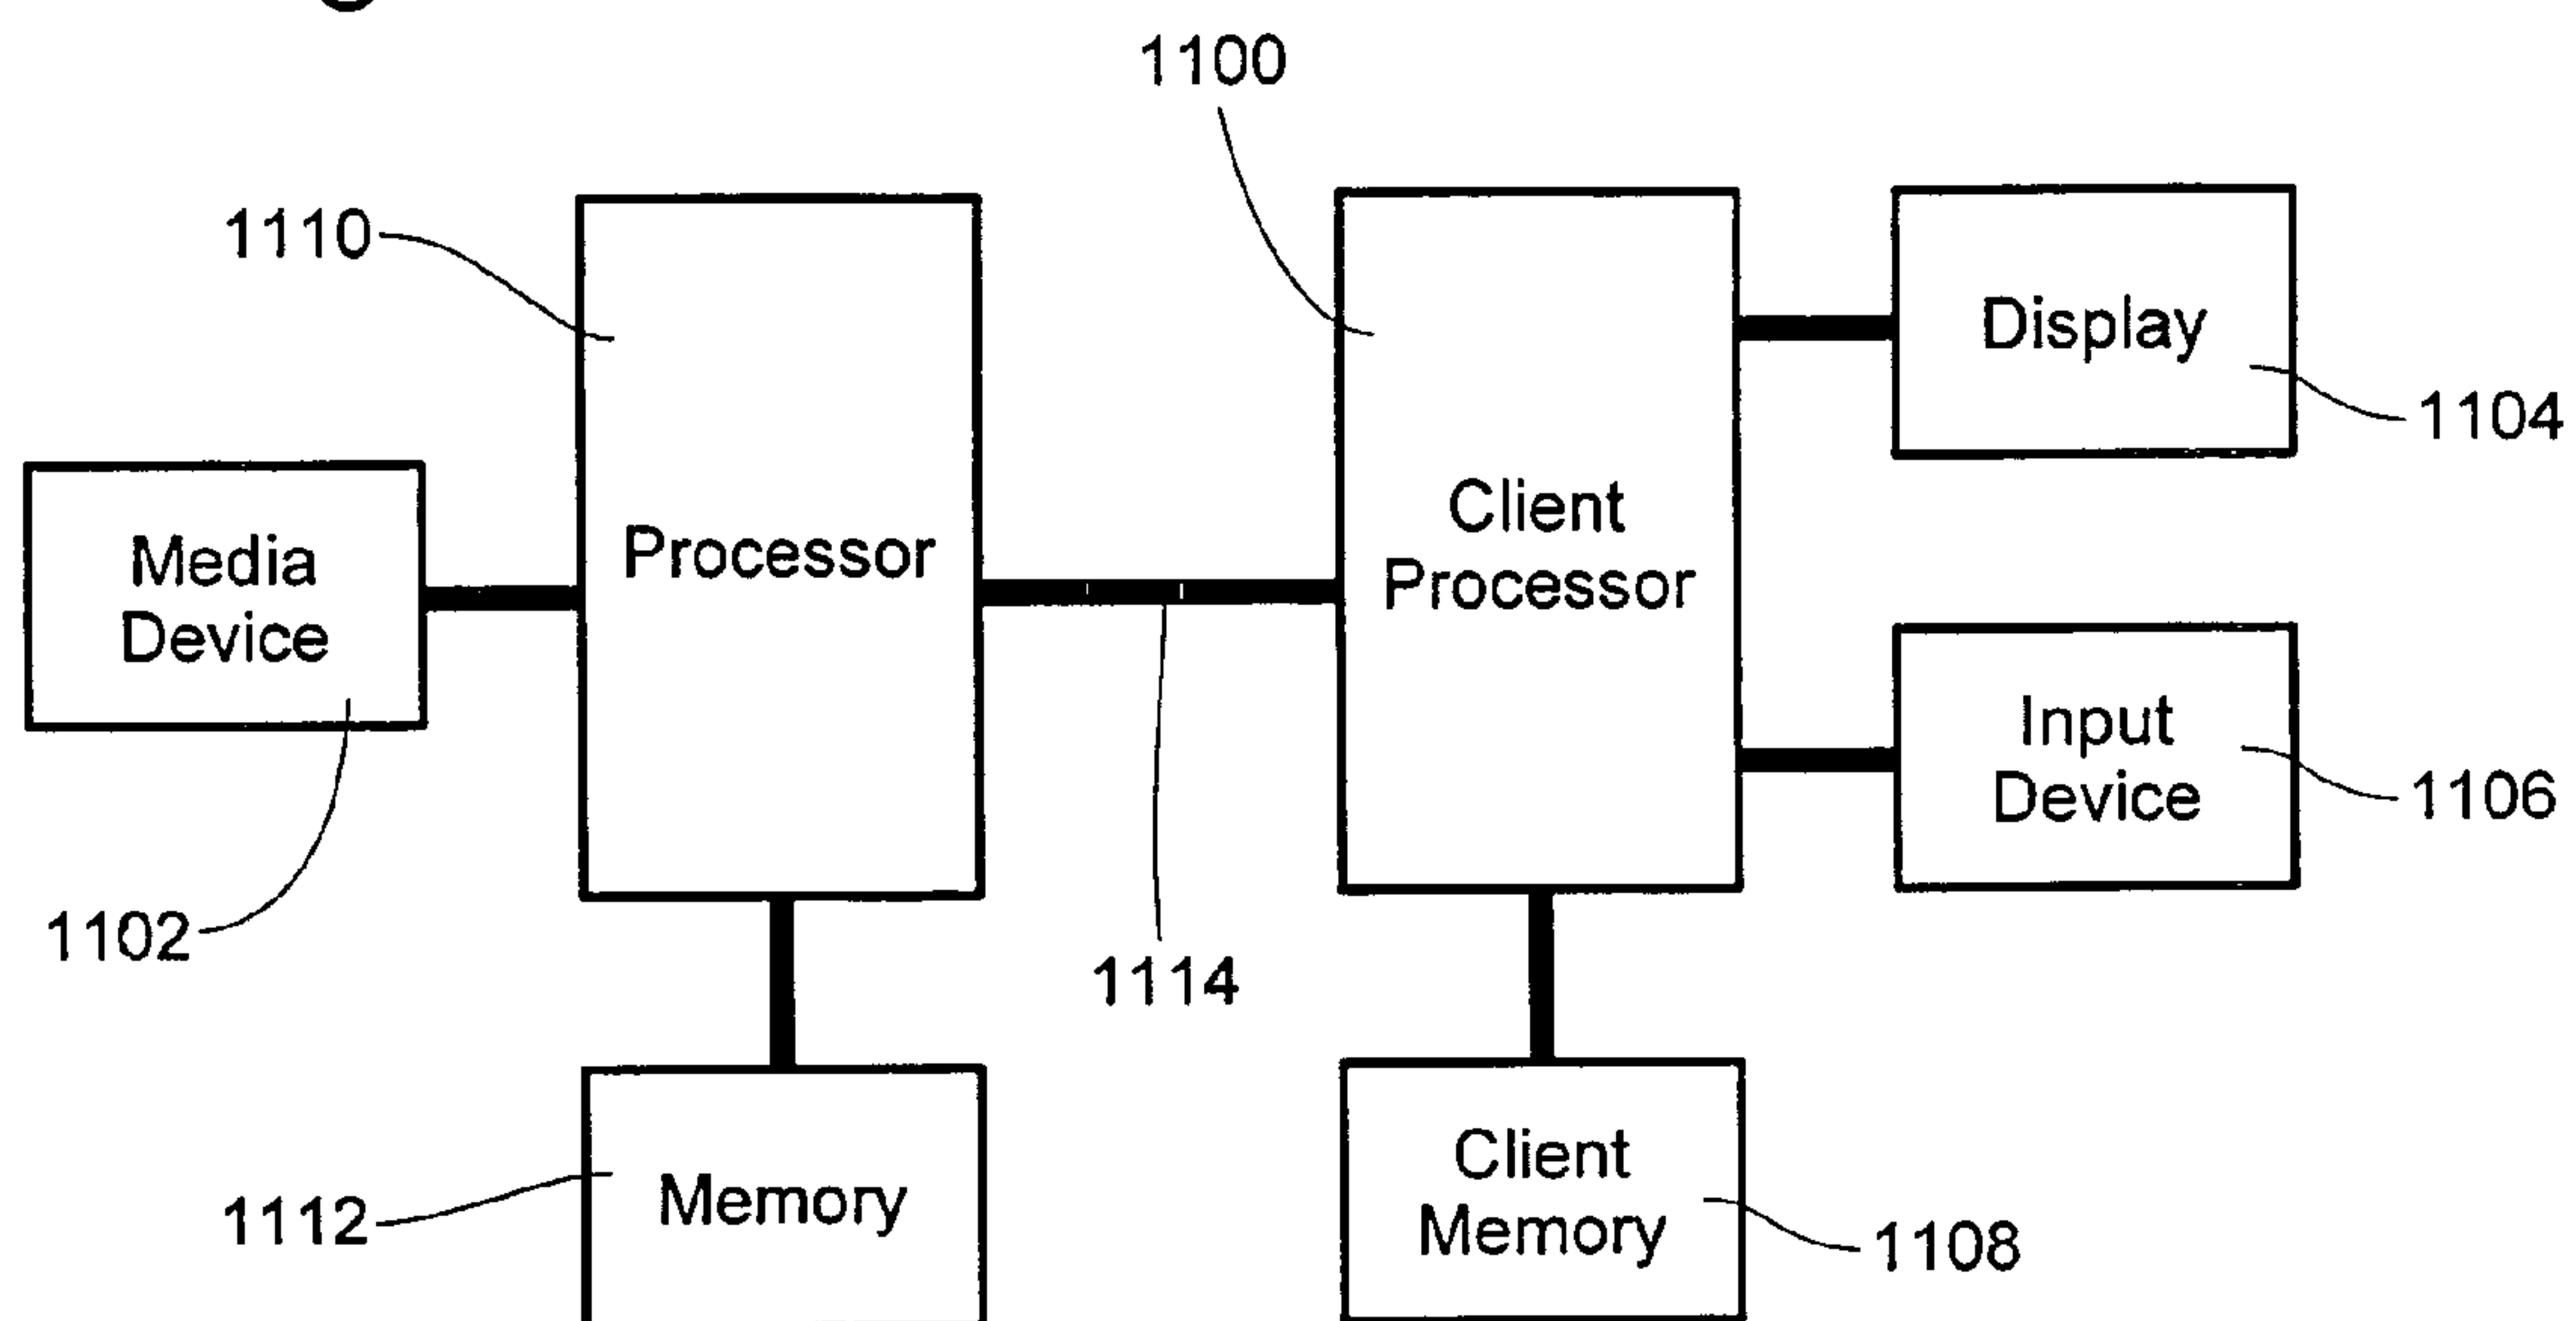 1100
1110
Display
1104
Client
Processor
Processor
Media
Device
Input
Device
1106
1102
1114
Client
Memory
Memory
1112
1108